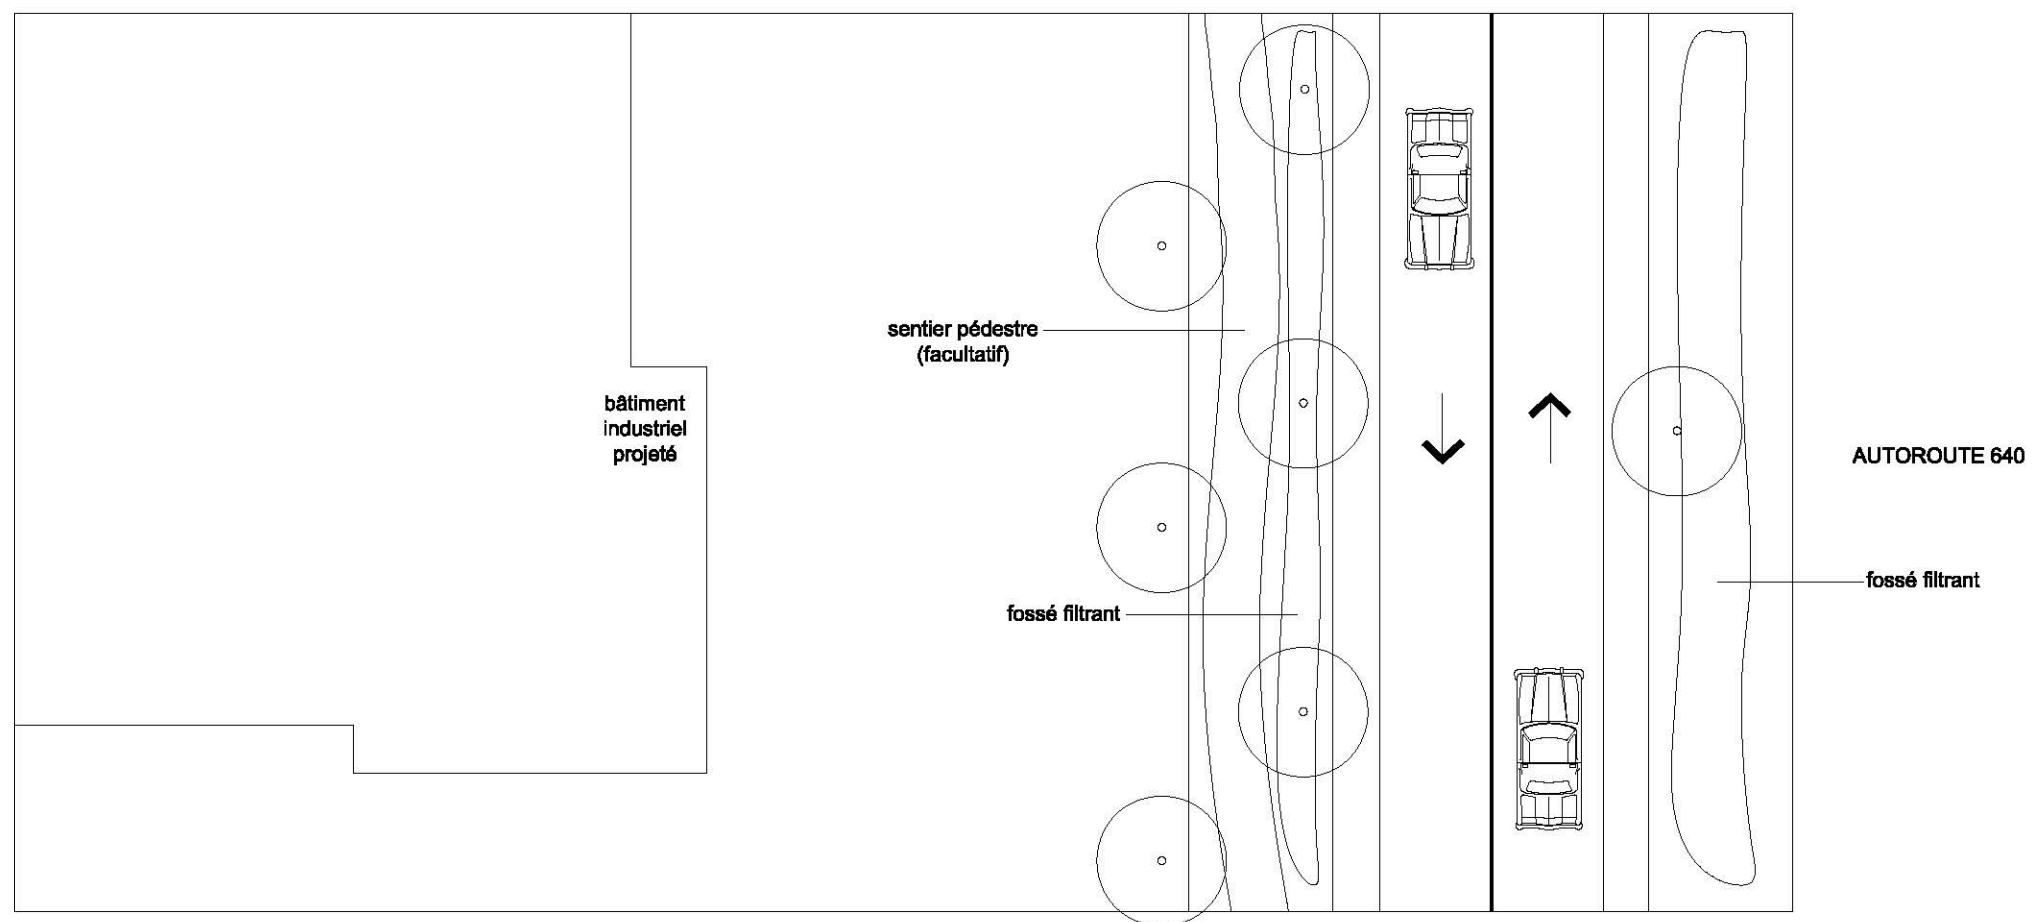 sentier pédestre
(facultatif)
bâtiment
industriel
projeté
AUTOROUTE 640
fossé filtrant
fossé filtrant